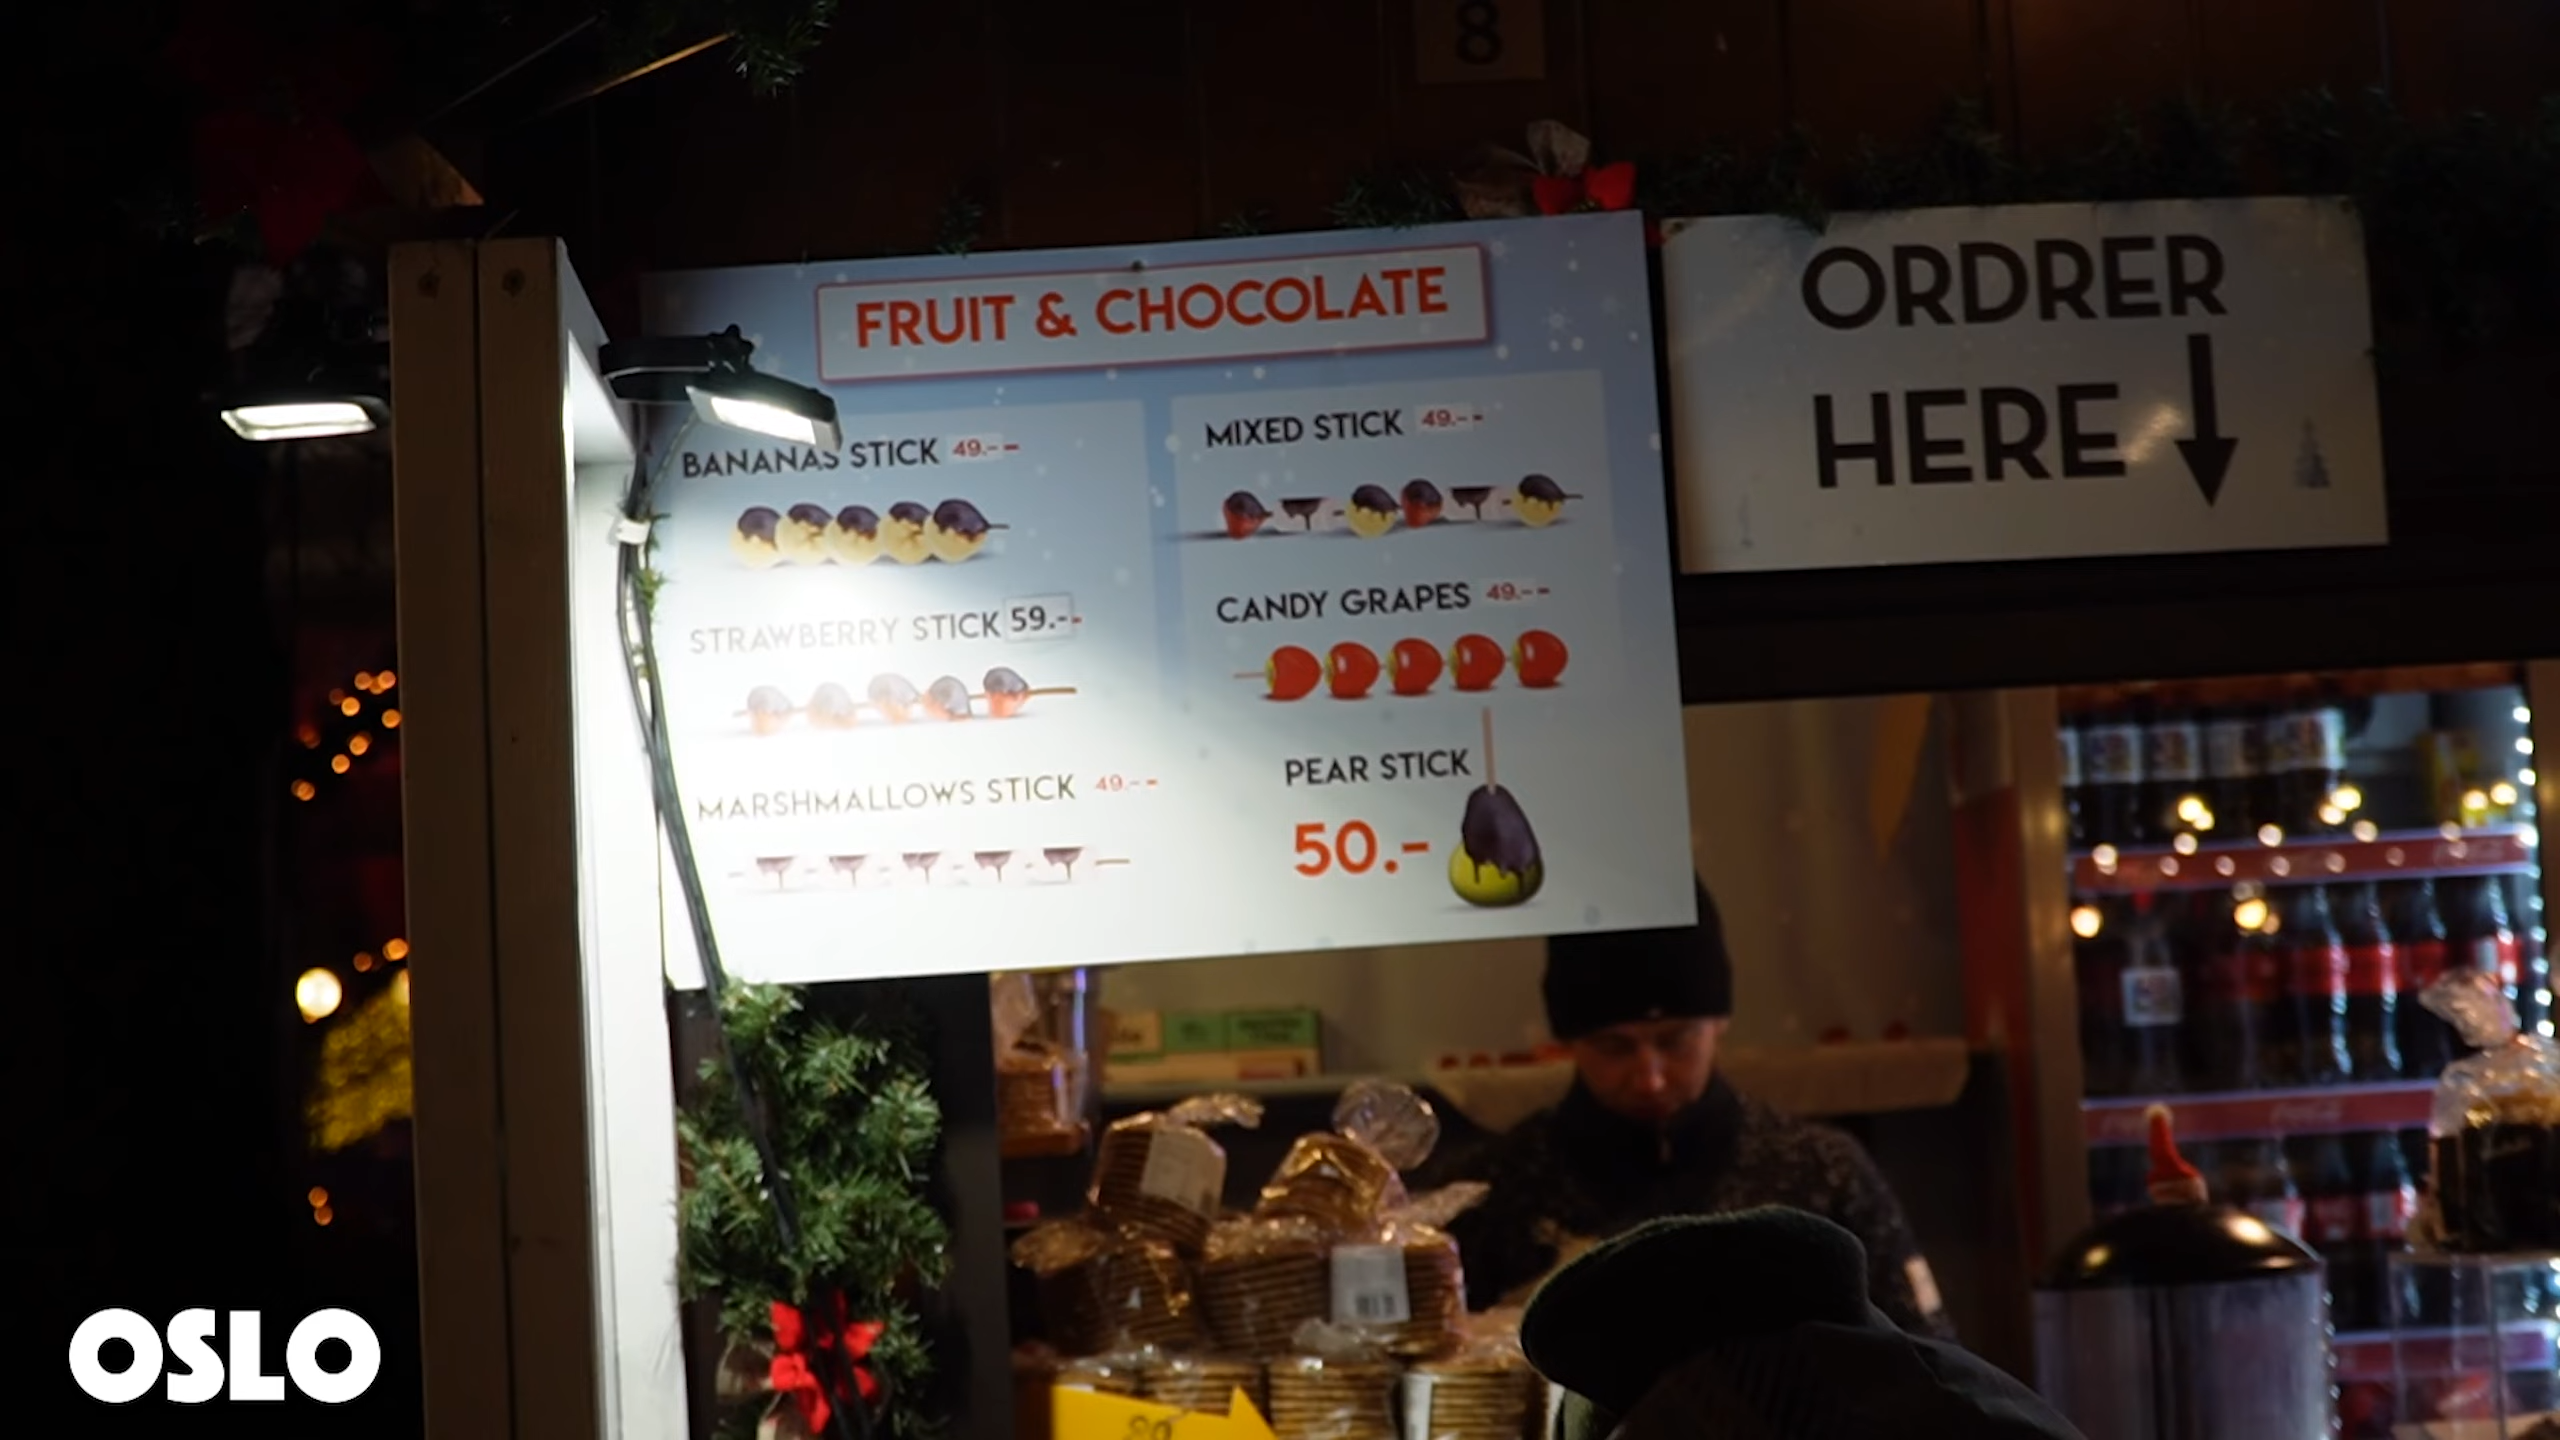 8
FRUIT & CHOCOLATE
BANANAS STICK 49.--
STRAWBERRY STICK 59.--
MARSHMALLOWS STICK 49.--
MIXED STICK 49.--
CANDY GRAPES 49.--
PEAR STICK
50.-
ORDRER
HERE
OSLO